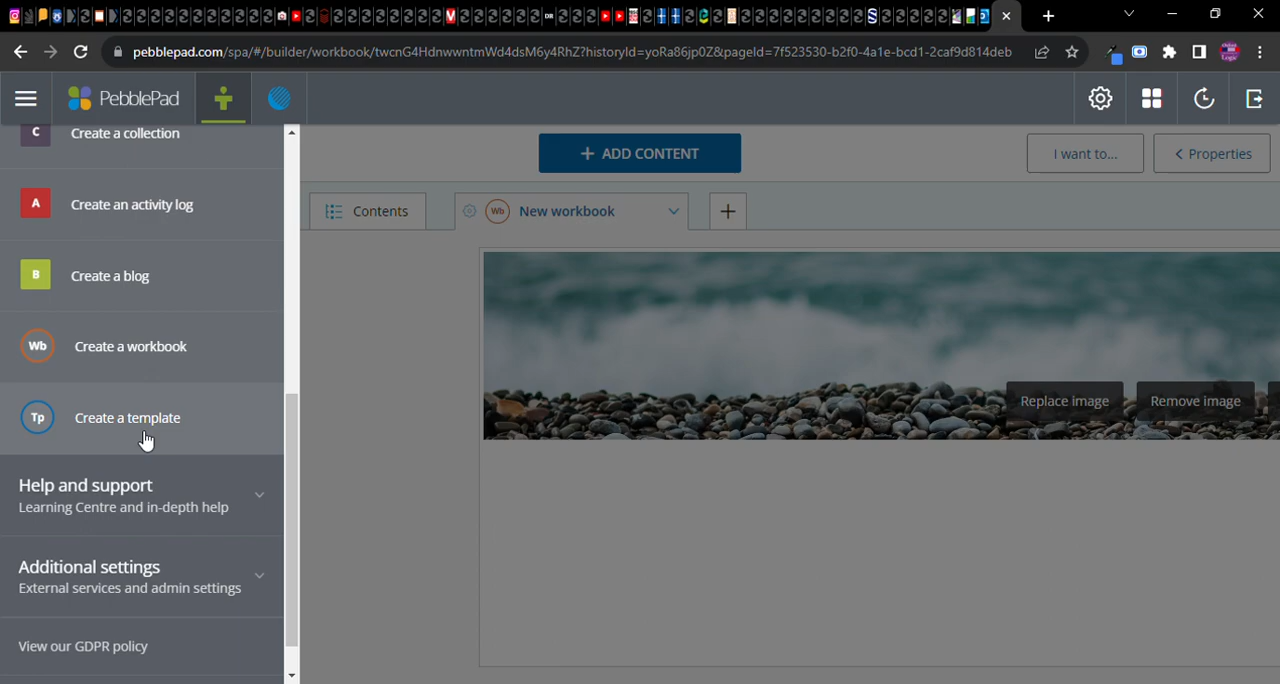 pebblepad.com/spa/#/builder/workbook/twcnG4HdnwwntmWd4dsM6y4RhZ?historyId=yoRa86jp0Z&pageId=7f523530-b2f0-4a1e-bcd1-2caf9d814deb
PebblePad
C Create a collection
A Create an activity log
B Create a blog
Wb Create a workbook
Tp Create a template
Help and support
Learning Centre and in-depth help
Additional settings
External services and admin settings
View our GDPR policy
+ ADD CONTENT
I want to...
Properties
Contents
Wb New workbook
Replace image
Remove image